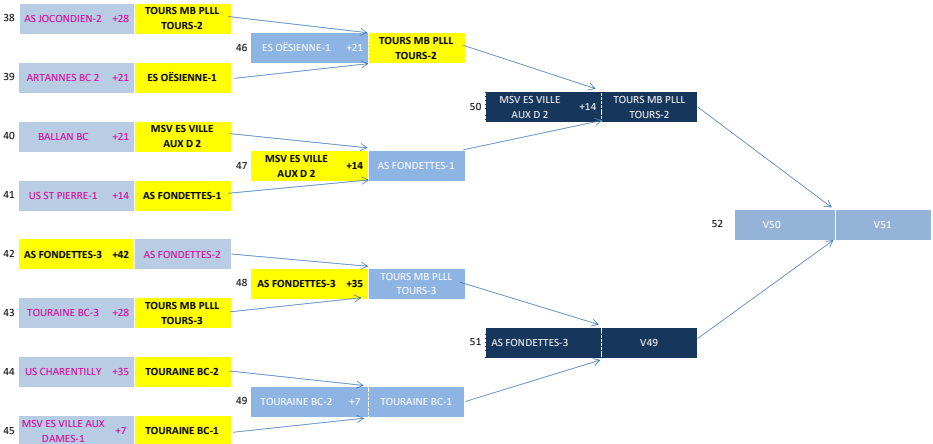 38 AS JOCONDIEN-2 +28 TOURS MB PLLL
TOURS-2
46 ES OËSIENNE-1 +21 TOURS MB PLLL
TOURS-2
39 ARTANNES BC 2 +21 ES OËSIENNE-1
50 MSV ES VILLE
AUX D 2 +14 TOURS MB PLLL
TOURS-2
40 BALLAN BC +21 MSV ES VILLE
AUX D 2
47 MSV ES VILLE
AUX D 2 +14 AS FONDETTES-1
41 US ST PIERRE-1 +14 AS FONDETTES-1
52 V50 V51
42 AS FONDETTES-3 +42 AS FONDETTES-2
48 AS FONDETTES-3 +35 TOURS MB PLLL
TOURS-3
43 TOURAINE BC-3 +28 TOURS MB PLLL
TOURS-3
51 AS FONDETTES-3 V49
44 US CHARENTILLY +35 TOURAINE BC-2
49 TOURAINE BC-2 +7 TOURAINE BC-1
45 MSV ES VILLE AUX
DAMES-1 +7 TOURAINE BC-1